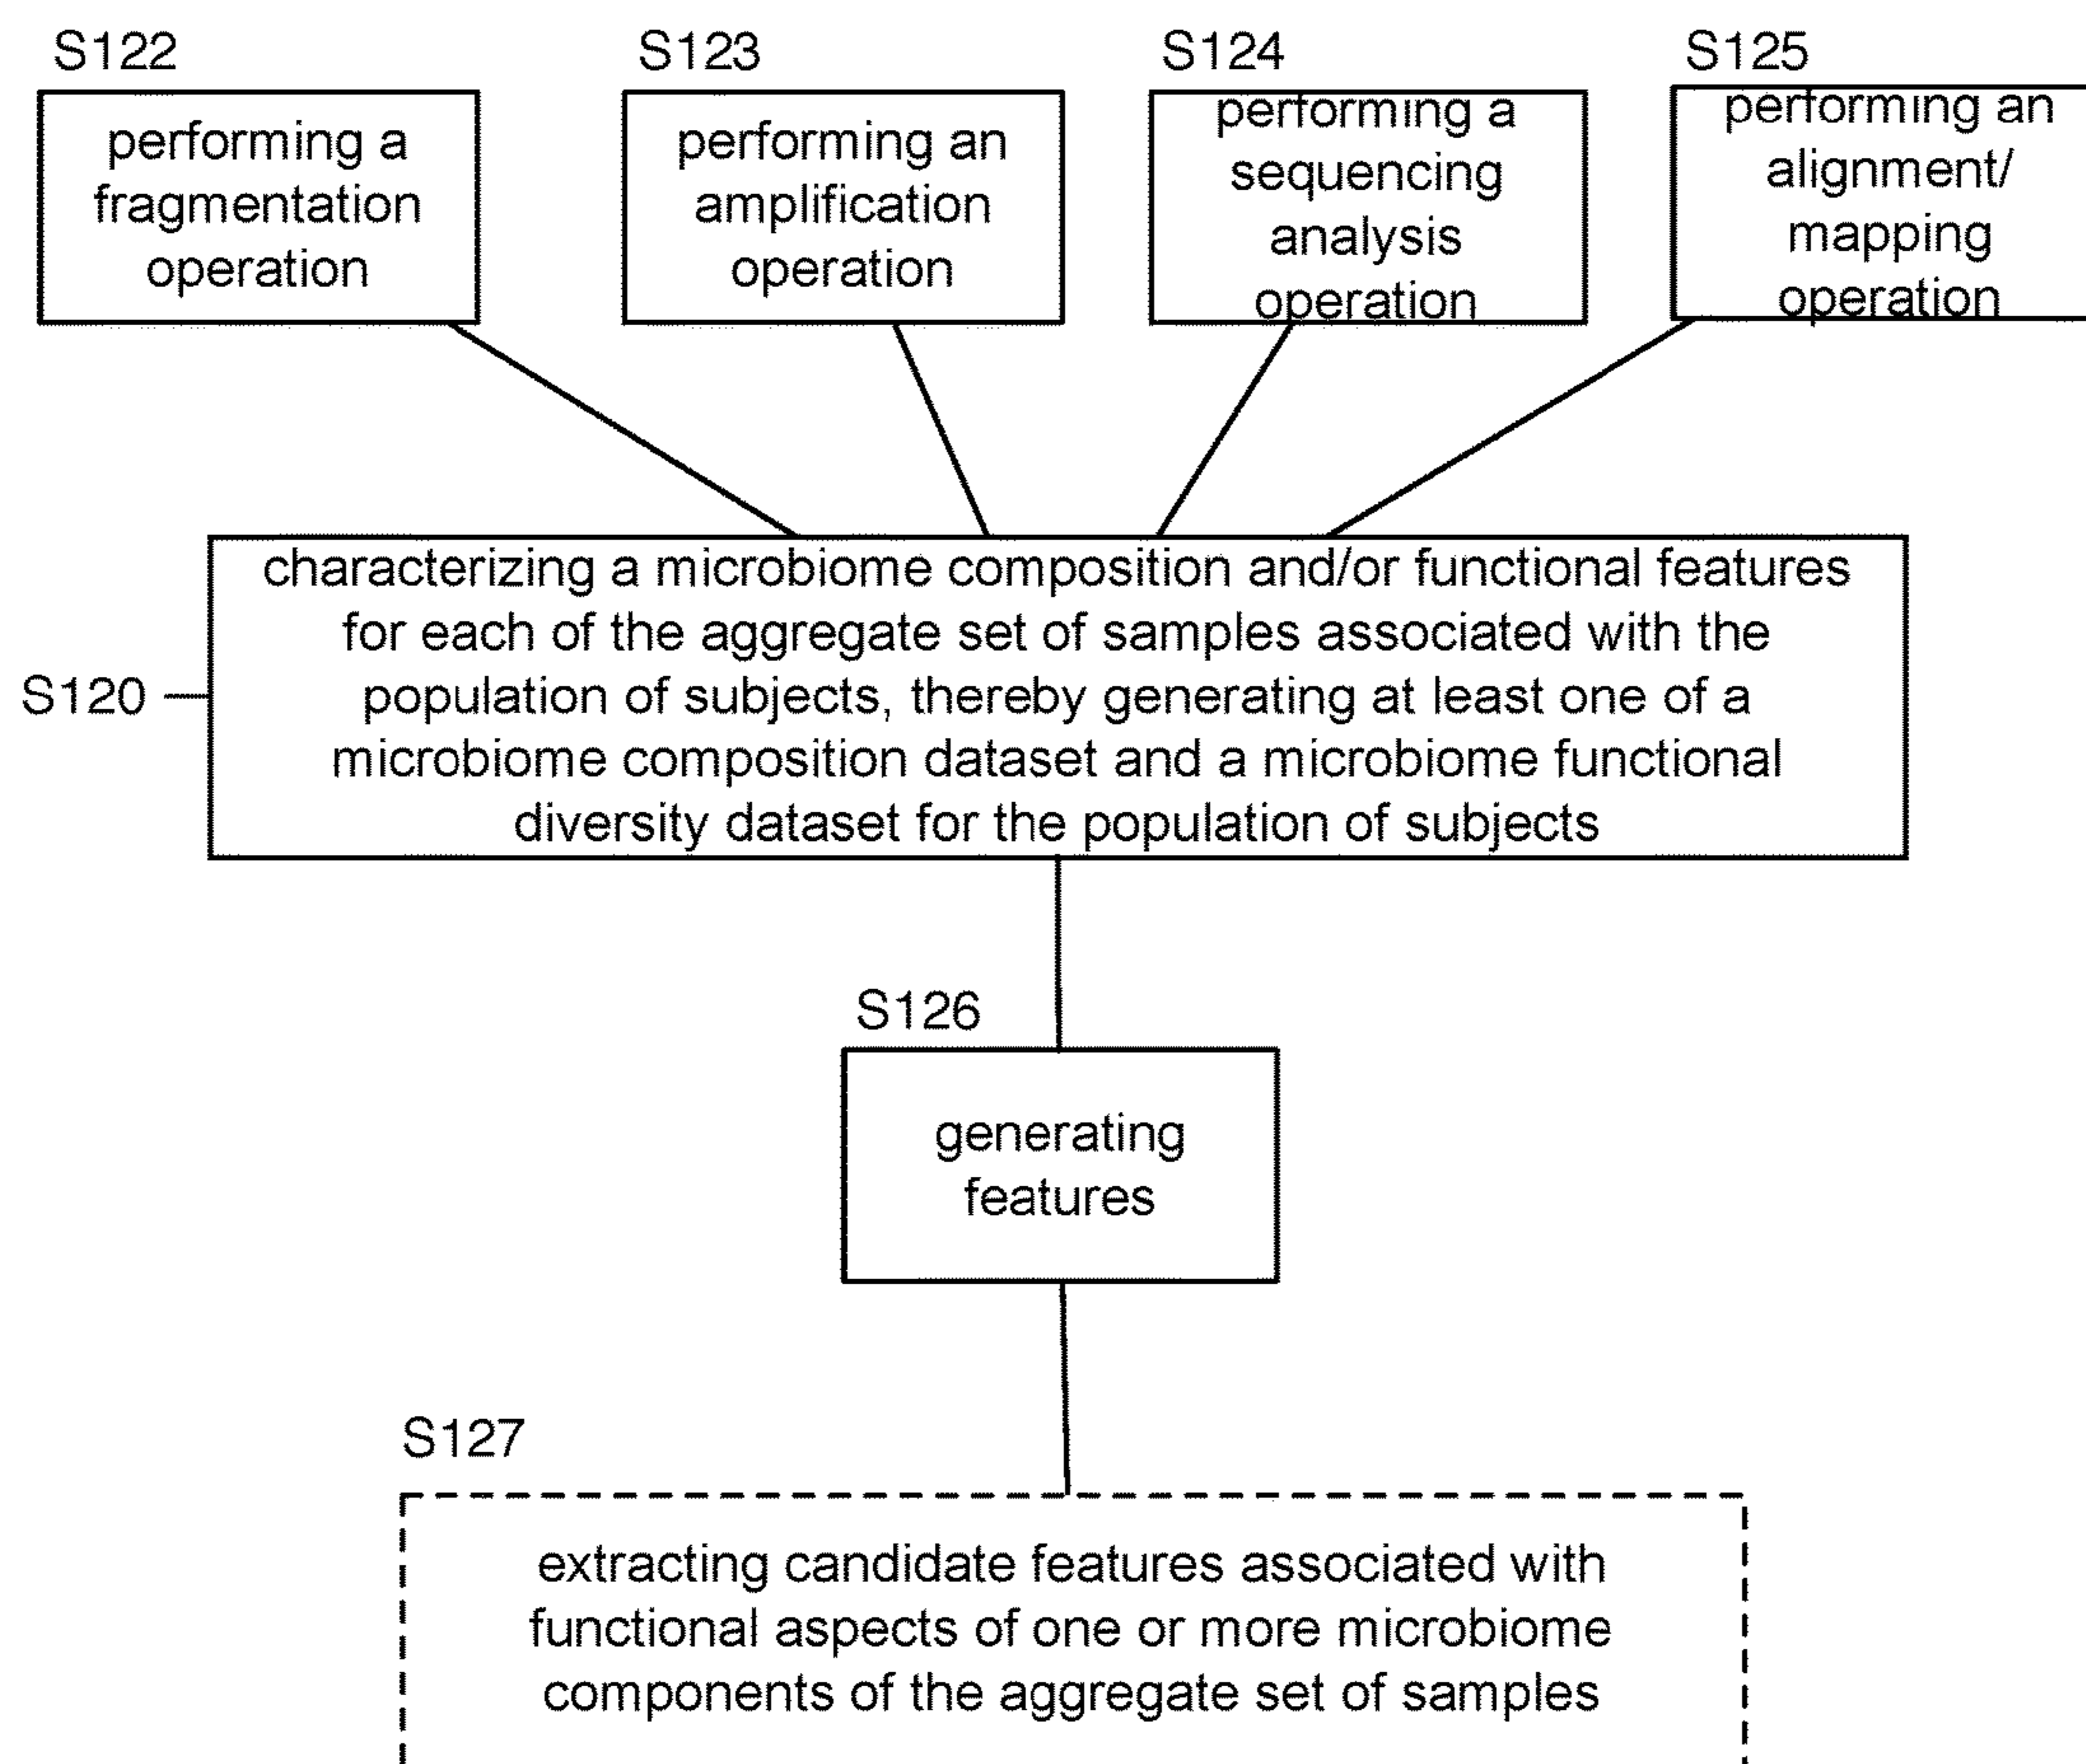 S122
performing a
fragmentation
operation
S123
performing an
amplification
operation
S124
performing a
sequencing
analysis
operation
S125
performing an
alignment/
mapping
operation
S120
characterizing a microbiome composition and/or functional features
for each of the aggregate set of samples associated with the
population of subjects, thereby generating at least one of a
microbiome composition dataset and a microbiome functional
diversity dataset for the population of subjects
S126
generating
features
S127
extracting candidate features associated with
functional aspects of one or more microbiome
components of the aggregate set of samples